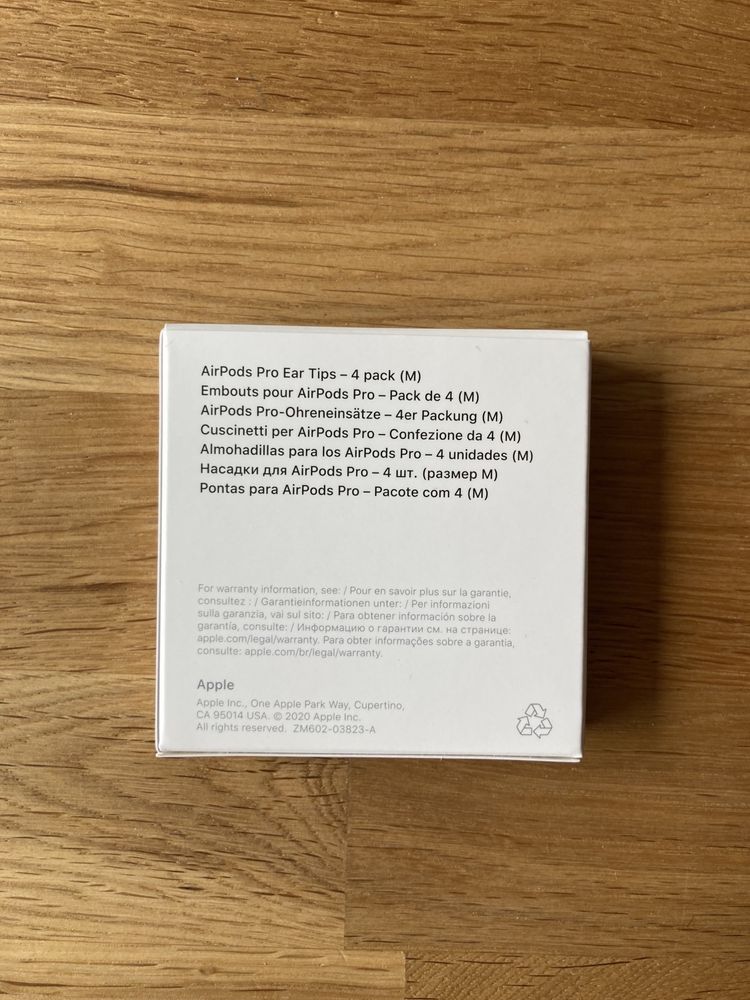 AirPods Pro Ear Tips – 4 pack (M)
Embouts pour AirPods Pro – Pack de 4 (M)
AirPods Pro-Ohreneinsätze – 4er Packung (M)
Cuscinetti per AirPods Pro – Confezione da 4 (M)
Almohadillas para los AirPods Pro – 4 unidades (M)
Насадки для AirPods Pro – 4 шт. (размер M)
Pontas para AirPods Pro – Pacote com 4 (M)
For warranty information, see: / Pour en savoir plus sur la garantie,
consultez : / Garantieinformationen unter: / Per informazioni
sulla garanzia, vai sul sito: / Para obtener información sobre la
garantía, consulte: / Информацию о гарантии см. на странице:
apple.com/legal/warranty. Para obter informações sobre a garantia,
consulte: apple.com/br/legal/warranty.
Apple
Apple Inc., One Apple Park Way, Cupertino,
CA 95014 USA. © 2020 Apple Inc.
All rights reserved. ZM602-03823-A